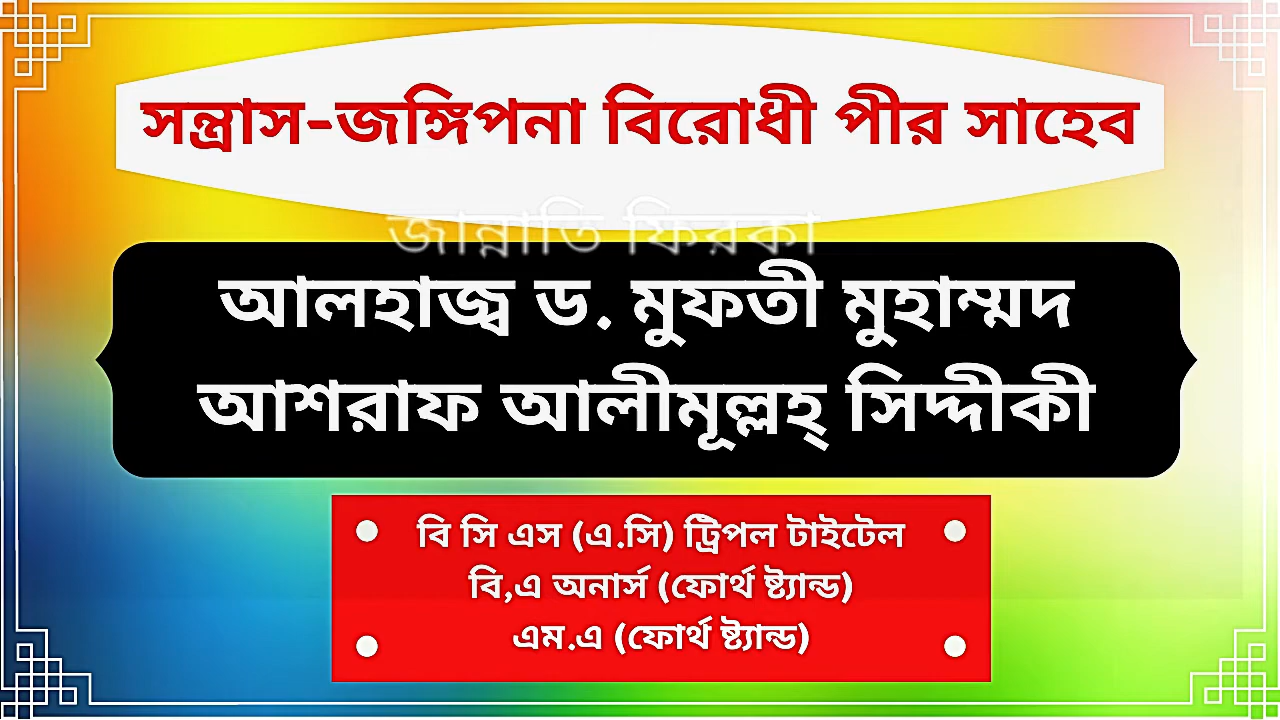 সন্ত্রাস-জঙ্গিপনা বিরোধী পীর সাহেব
জান্নাতি ফিরকা
আলহাজ্ব ড. মুফতী মুহাম্মদ
আশরাফ আলীমূল্লহ্ সিদ্দীকী
বি সি এস (এ.সি) ট্রিপল টাইটেল
বি,এ অনার্স (ফোর্থ ষ্ট্যান্ড)
এম.এ (ফোর্থ ষ্ট্যান্ড)